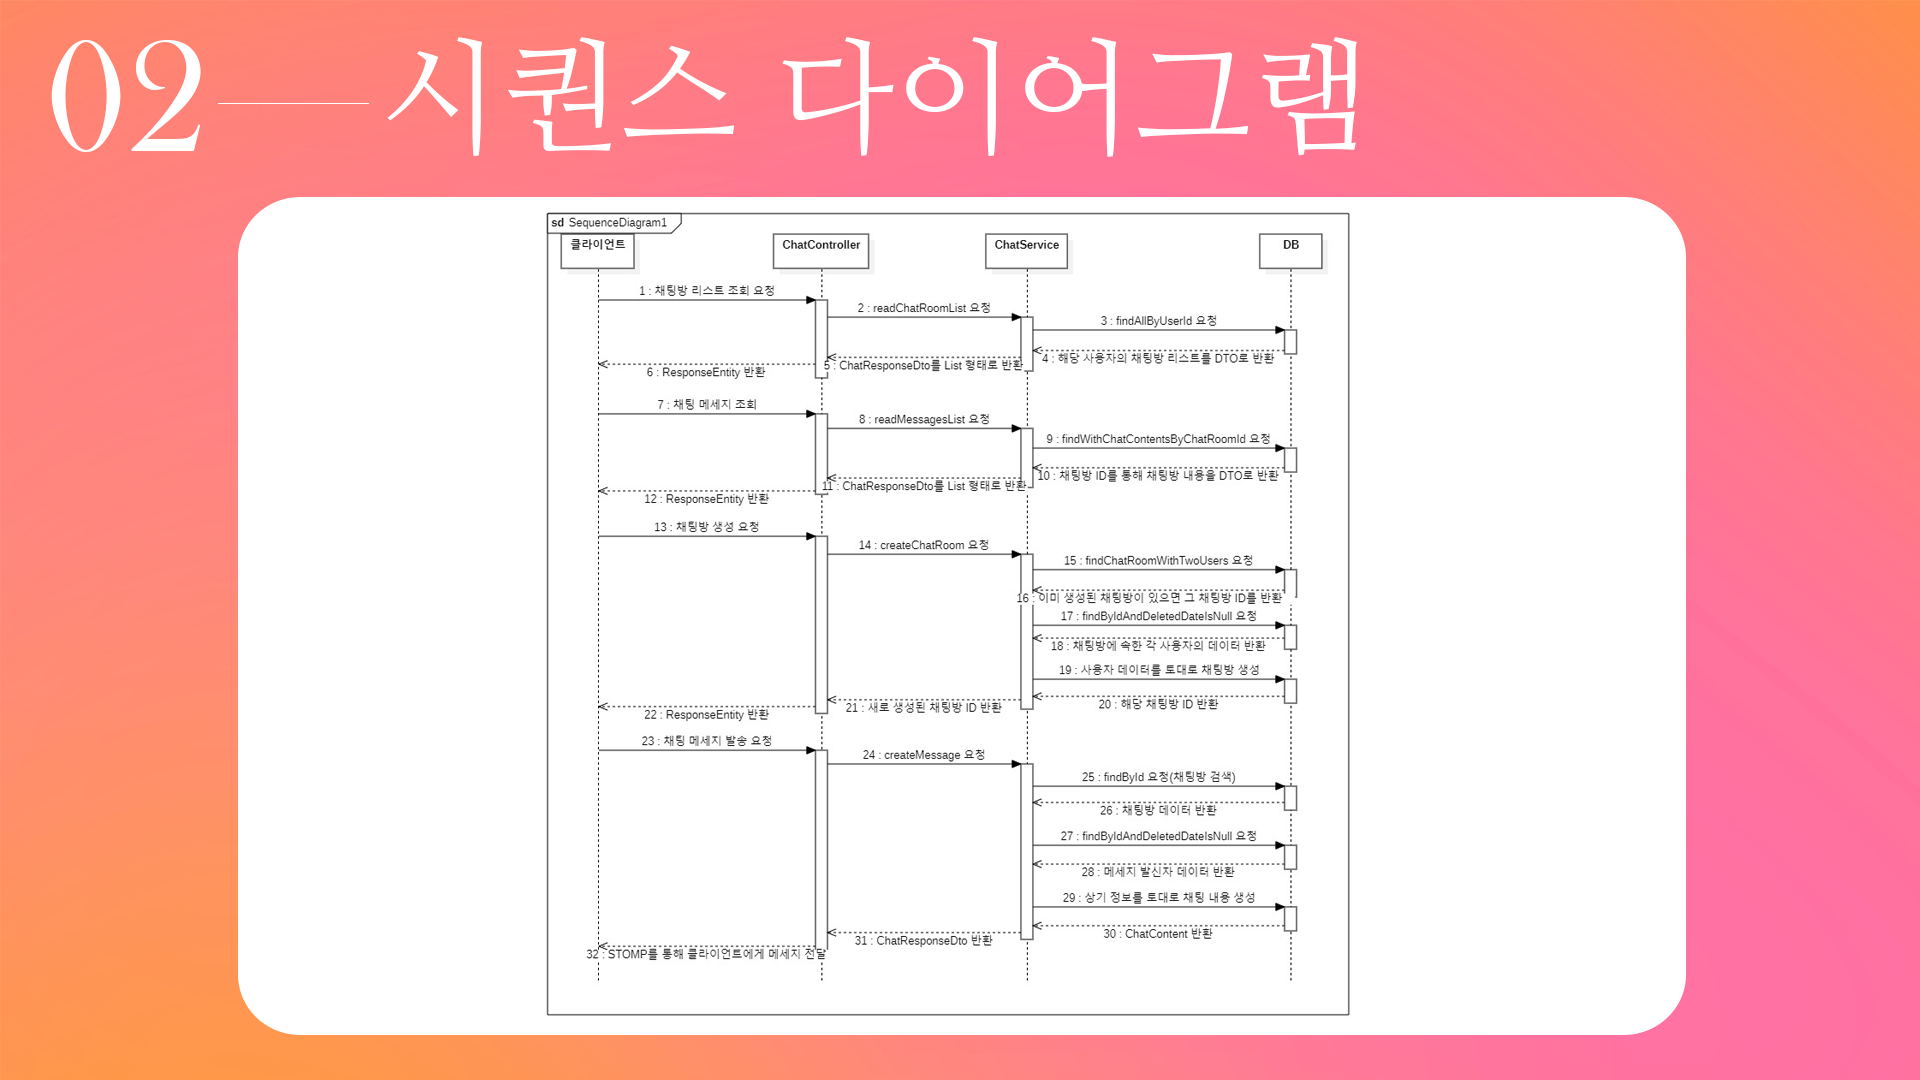 02 시퀀스 다이어그램
sd SequenceDiagram1
클라이언트
ChatController
ChatService
DB
1 : 채팅방 리스트 조회 요청
2 : readChatRoomList 요청
3 : findAllByUserId 요청
4 : 해당 사용자의 채팅방 리스트를 DTO로 반환
5 : ChatResponseDto를 List 형태로 반환
6 : ResponseEntity 반환
7 : 채팅 메세지 조회
8 : readMessagesList 요청
9 : findWithChatContentsByChatRoomId 요청
10 : 채팅방 ID를 통해 채팅방 내용을 DTO로 반환
11 : ChatResponseDto를 List 형태로 반환
12 : ResponseEntity 반환
13 : 채팅방 생성 요청
14 : createChatRoom 요청
15 : findChatRoomWithTwoUsers 요청
16 : 이미 생성된 채팅방이 있으면 그 채팅방 ID를 반환
17 : findByIdAndDeletedDateIsNull 요청
18 : 채팅방에 속한 각 사용자의 데이터 반환
19 : 사용자 데이터를 토대로 채팅방 생성
20 : 해당 채팅방 ID 반환
21 : 새로 생성된 채팅방 ID 반환
22 : ResponseEntity 반환
23 : 채팅 메세지 발송 요청
24 : createMessage 요청
25 : findById 요청(채팅방 검색)
26 : 채팅방 데이터 반환
27 : findByIdAndDeletedDateIsNull 요청
28 : 메세지 발신자 데이터 반환
29 : 상기 정보를 토대로 채팅 내용 생성
30 : ChatContent 반환
31 : ChatResponseDto 반환
32 : STOMP를 통해 클라이언트에게 메세지 전달